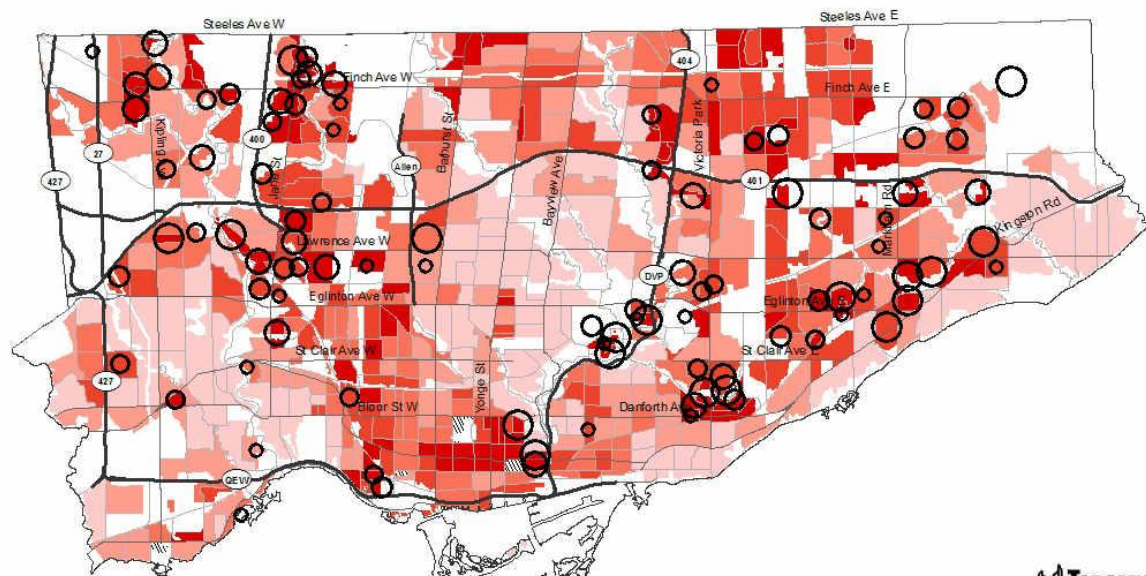 Steeles Ave W
Steeles Ave E
404
Finch Ave W
Finch Ave E
Kipling
400
27
427
Jane St
Allen
Bathurst St
Bayview Ave
Victoria Park
401
Markham Rd
Kingston Rd
Lawrence Ave W
DVP
Eglinton Ave W
Eglinton Ave
St Clair Ave W
St Clair Ave E
427
Yonge St
Bloor St W
Danforth Ave
QEW